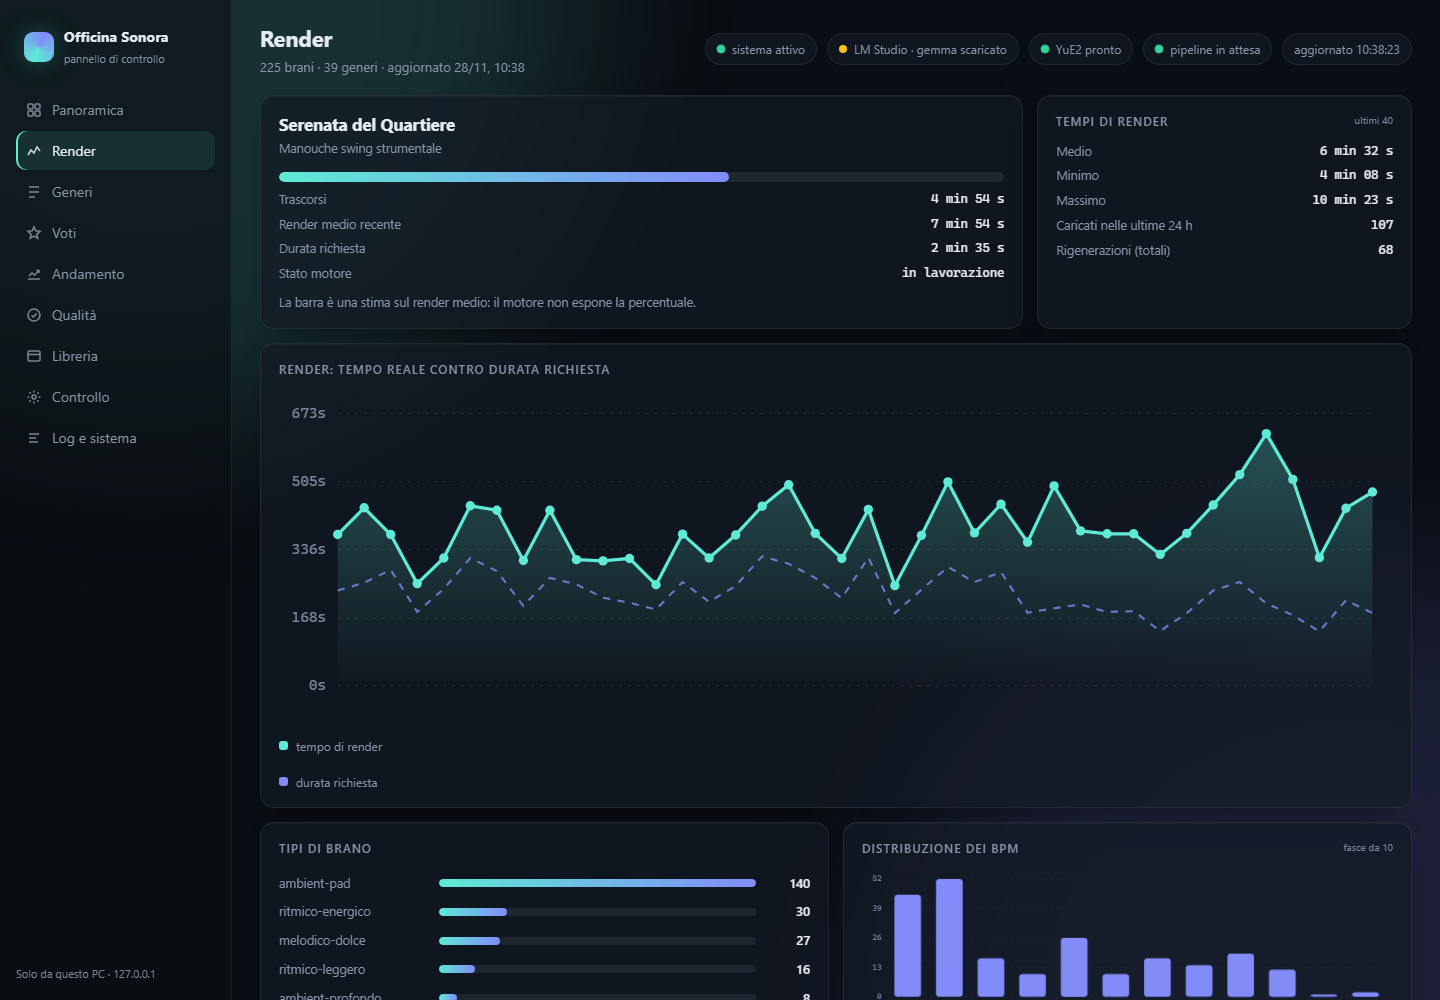 Officina Sonora
pannello di controllo
Panoramica
Render
Generi
Voti
Andamento
Qualità
Libreria
Controllo
Log e sistema
Solo da questo PC · 127.0.0.1
Render
225 brani · 39 generi · aggiornato 28/11, 10:38
sistema attivo
LM Studio · gemma scaricato
YuE2 pronto
pipeline in attesa
aggiornato 10:38:23
Serenata del Quartiere
Manouche swing strumentale
Trascorsi 4 min 54 s
Render medio recente 7 min 54 s
Durata richiesta 2 min 35 s
Stato motore in lavorazione
La barra è una stima sul render medio: il motore non espone la percentuale.
TEMPI DI RENDER ultimi 40
Medio 6 min 32 s
Minimo 4 min 08 s
Massimo 10 min 23 s
Caricati nelle ultime 24 h 107
Rigenerazioni (totali) 68
RENDER: TEMPO REALE CONTRO DURATA RICHIESTA
673s
505s
336s
168s
0s
tempo di render
durata richiesta
TIPI DI BRANO
ambient-pad 140
ritmico-energico 30
melodico-dolce 27
ritmico-leggero 16
ambient-profondo 8
DISTRIBUZIONE DEI BPM fasce da 10
52
39
26
13
0